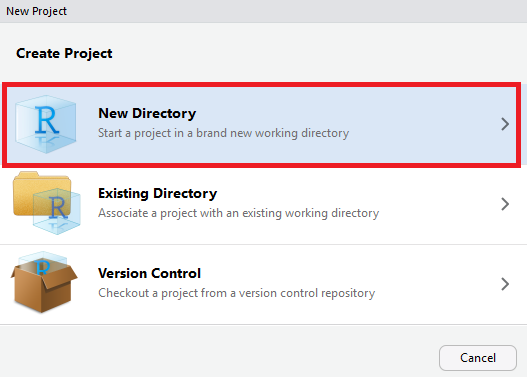 New Project
Create Project
R
New Directory
Start a project in a brand new working directory
R
Existing Directory
Associate a project with an existing working directory
R
Version Control
Checkout a project from a version control repository
Cancel